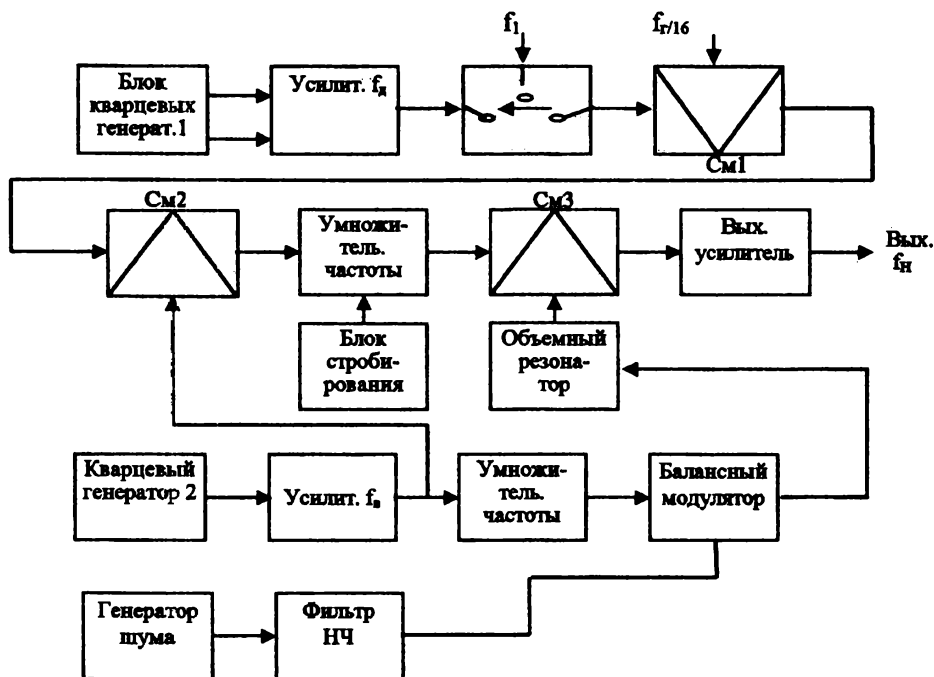 f1
fг/16
Блок
кварцевых
генерат.1
Усилит. fд
См1
См2
Умножи-
тель.
частоты
См3
Вых.
усилитель
Вых.
fН
Блок
строби-
рования
Объемный
резона-
тор
Кварцевый
генератор 2
Усилит. fв
Умножи-
тель.
частоты
Балансный
модулятор
Генератор
шума
Фильтр
НЧ